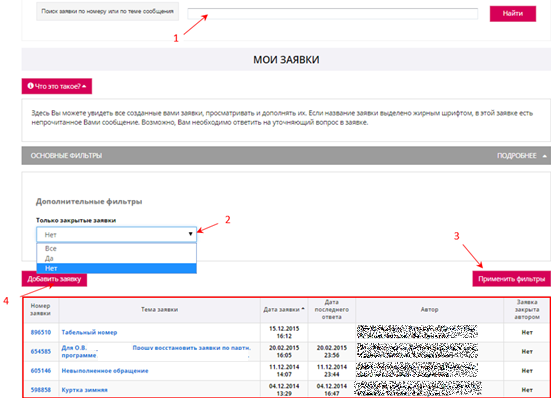 Поиск заявки по номеру или по теме сообщения
Найти
1
МОИ ЗАЯВКИ
Что это такое?
Здесь Вы можете увидеть все созданные вами заявки, просматривать и дополнять их. Если название заявки выделено жирным шрифтом, в этой заявке есть
непрочитанное Вами сообщение. Возможно, Вам необходимо ответить на уточняющий вопрос в заявке.
ОСНОВНЫЕ ФИЛЬТРЫ ПОДРОБНЕЕ
Дополнительные фильтры
Только закрытые заявки
2
Нет
Все
Да
Нет
3
Добавить заявку Применить фильтры
4
Номер заявки Тема заявки Дата заявки Дата последнего ответа Автор Заявка закрыта автором
896510 Табельный номер 15.12.2015 16:12 Нет
654585 Для О.В. . Поошу восстановить заявки по партн. программе . 20.02.2015 16:05 20.02.2015 23:56 Нет
605146 Невыполненное обращение 11.12.2014 14:07 11.12.2014 23:44 Нет
598858 Куртка зимняя 04.12.2014 13:29 04.12.2014 16:47 Нет